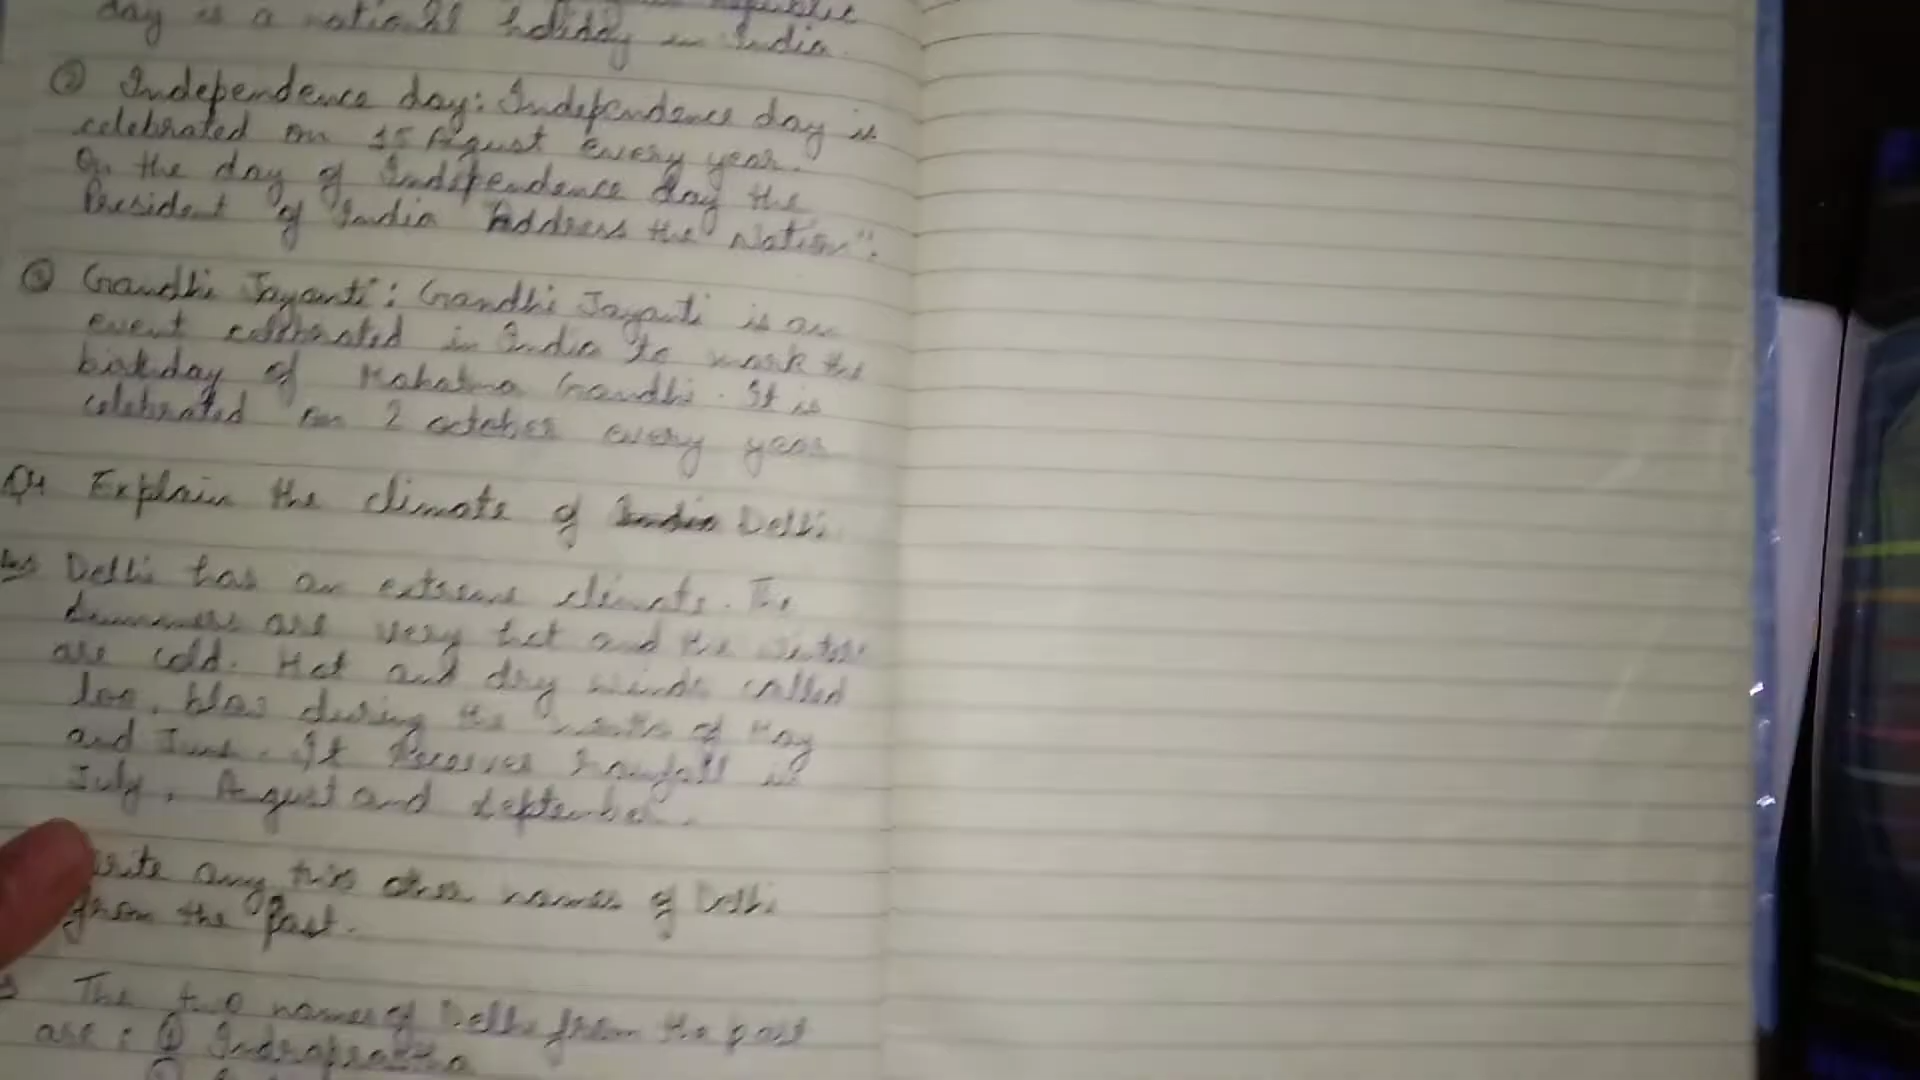 Republic
day is a national holiday in India
② Independence day: Independence day is
celebrated on 15 Agust every year.
On the day of Independence day the
President of India "Address the Nation".
③ Gandhi Jayanti: Gandhi Jayanti is an
event celebrated in India to mark the
birthday of Mahatma Gandhi. It is
celebrated on 2 october every year
Q4 Explain the climate of India Delhi
Ans Delhi has an extreme climate. The
summers are very hot and the winters
are cold. Hot and dry winds called
loo, blow during the months of May
and June. It Receives rainfall in
July, August and September.
write any two other names of Delhi
from the Past.
The two names of Delhi from the past
are: ① Indraprastha